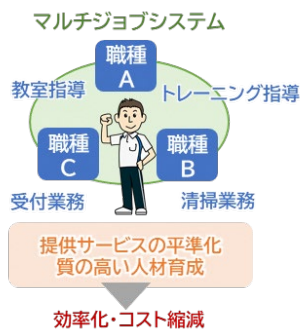 マルチジョブシステム
職種
A
教室指導
トレーニング指導
職種
C
職種
B
受付業務
清掃業務
提供サービスの平準化
質の高い人材育成
効率化・コスト縮減